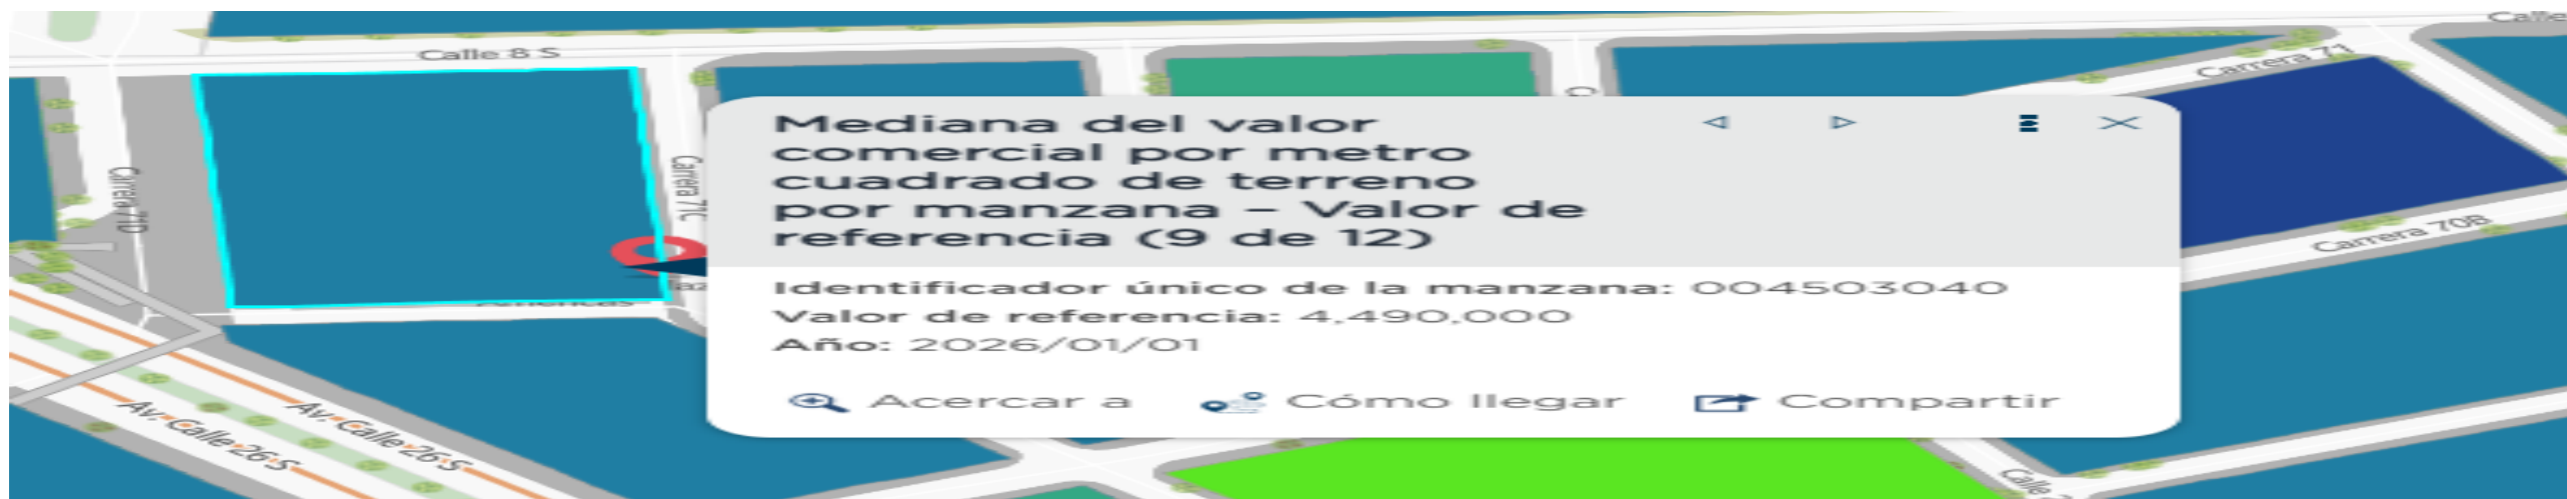 Calle 8 S
Calle
Carrera 71
Mediana del valor
comercial por metro
cuadrado de terreno
por manzana - Valor de
referencia (9 de 12)
Carrera 71D
Carrera 71C
Carrera 70B
Identificador único de la manzana: 004503040
Valor de referencia: 4,490,000
Año: 2026/01/01
Acercar a
Cómo llegar
Compartir
Av. Calle 26 S
Av. Calle 26 S
Calle